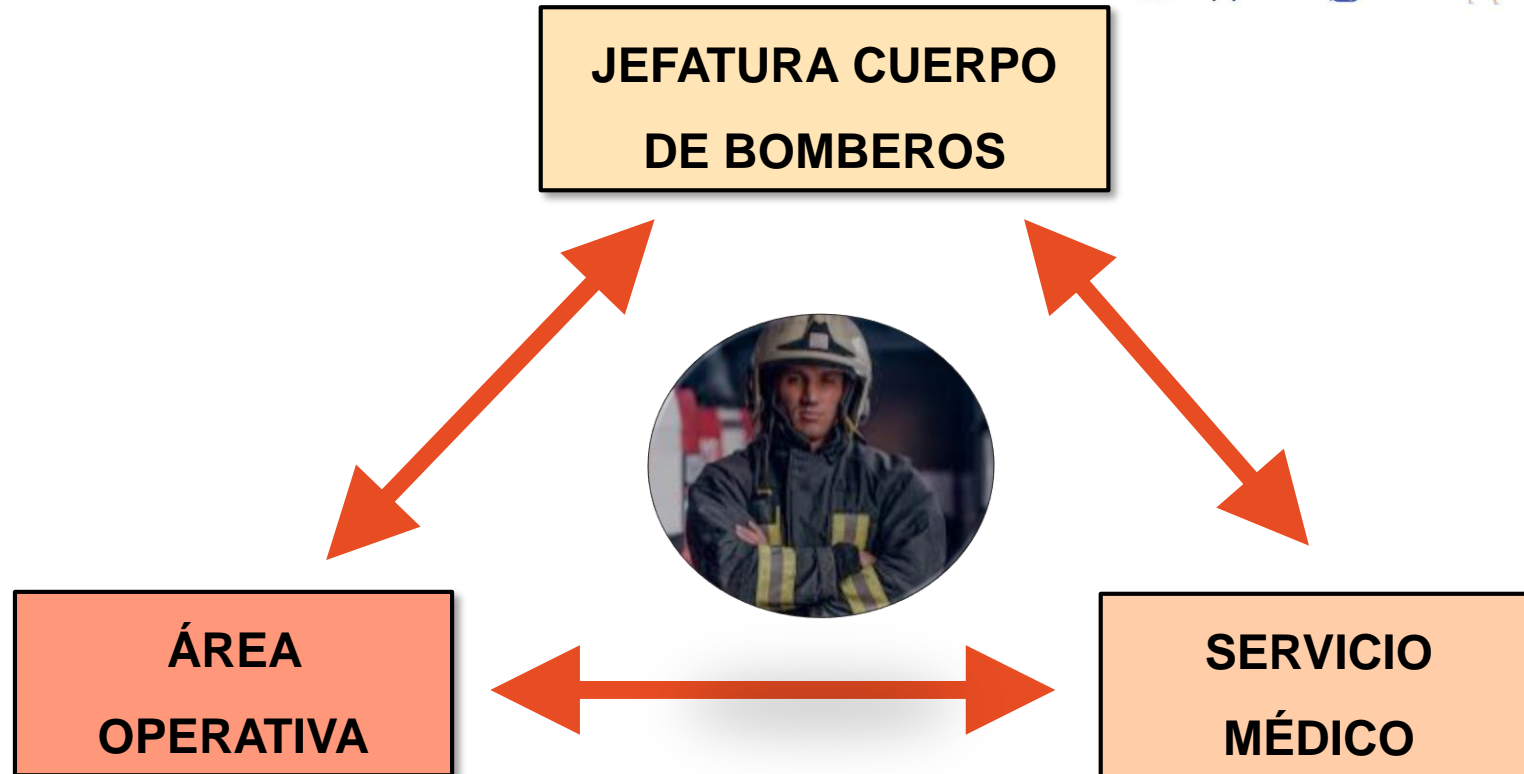 JEFATURA CUERPO
DE BOMBEROS
ÁREA
OPERATIVA
SERVICIO
MÉDICO